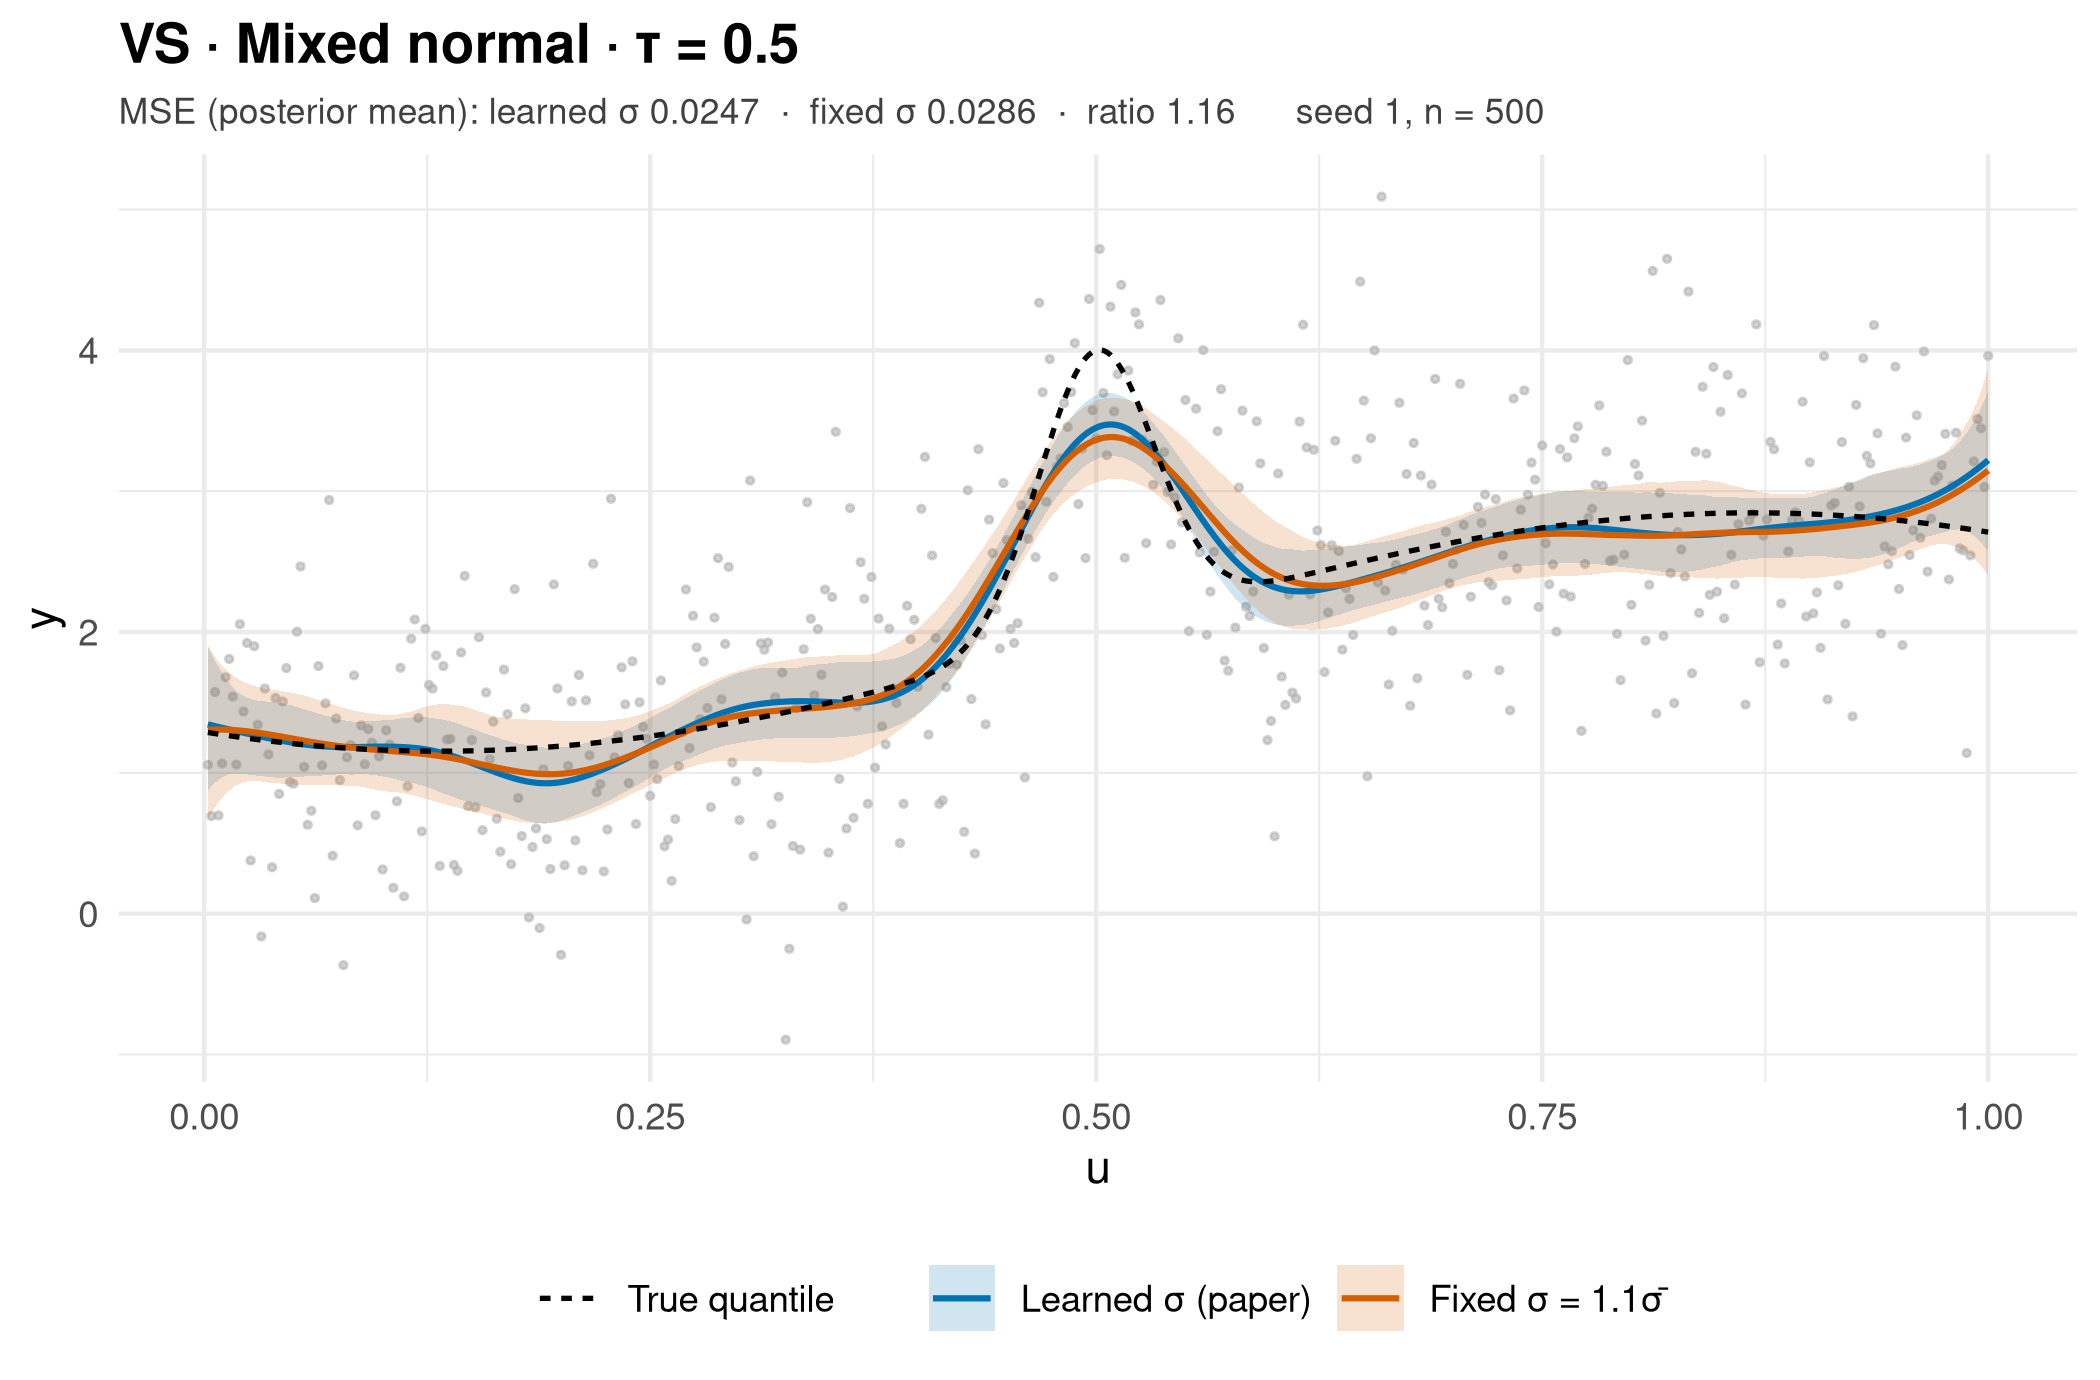 VS · Mixed normal · τ = 0.5
MSE (posterior mean): learned σ 0.0247 · fixed σ 0.0286 · ratio 1.16 seed 1, n = 500
y
4
2
0
0.00 0.25 0.50 0.75 1.00
u
True quantile Learned σ (paper) Fixed σ = 1.1σ̄